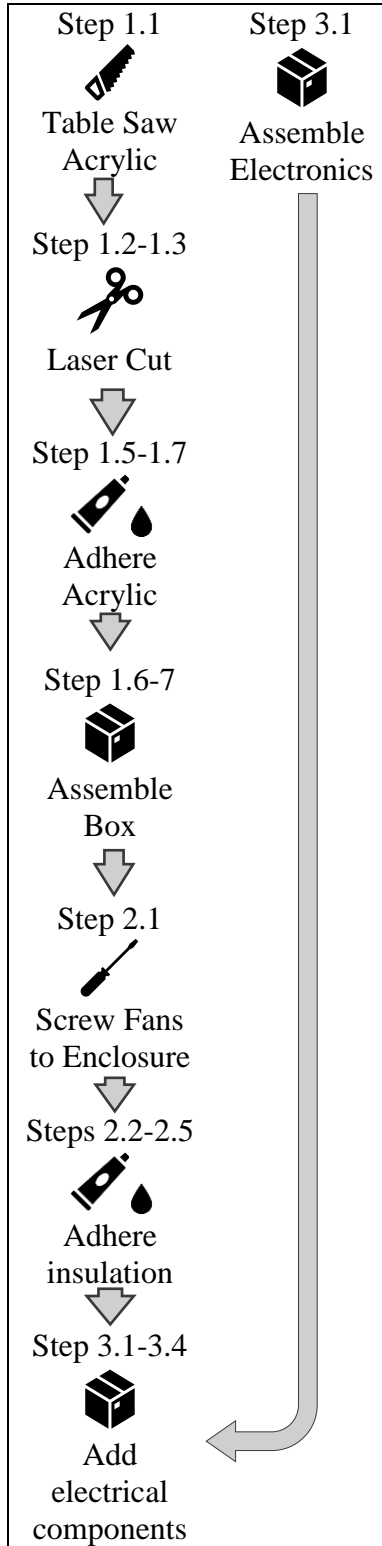 Step 1.1
Table Saw
Acrylic
Step 1.2-1.3
Laser Cut
Step 1.5-1.7
Adhere
Acrylic
Step 1.6-7
Assemble
Box
Step 2.1
Screw Fans
to Enclosure
Steps 2.2-2.5
Adhere
insulation
Step 3.1-3.4
Add
electrical
components
Step 3.1
Assemble
Electronics